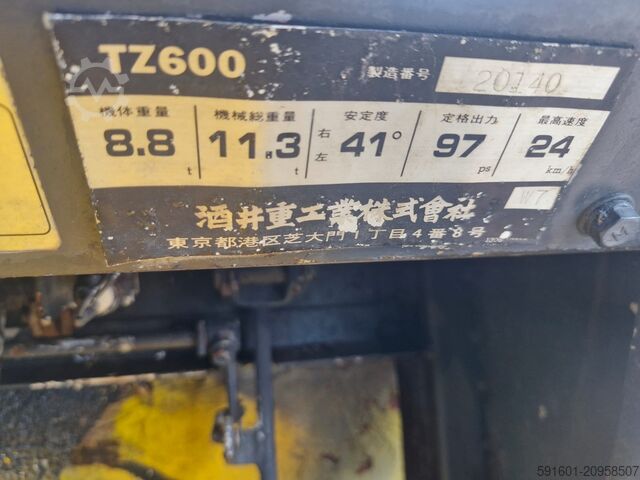 TZ600 製造番号 20140
機体重量 機械総重量 安定度 定格出力 最高速度
8.8 t 11.3 t 右 左 41° 97 ps 24 km/h
W7
酒井重工業株式會社
東京都港区芝大門1丁目4番8号
14
591601-20958507